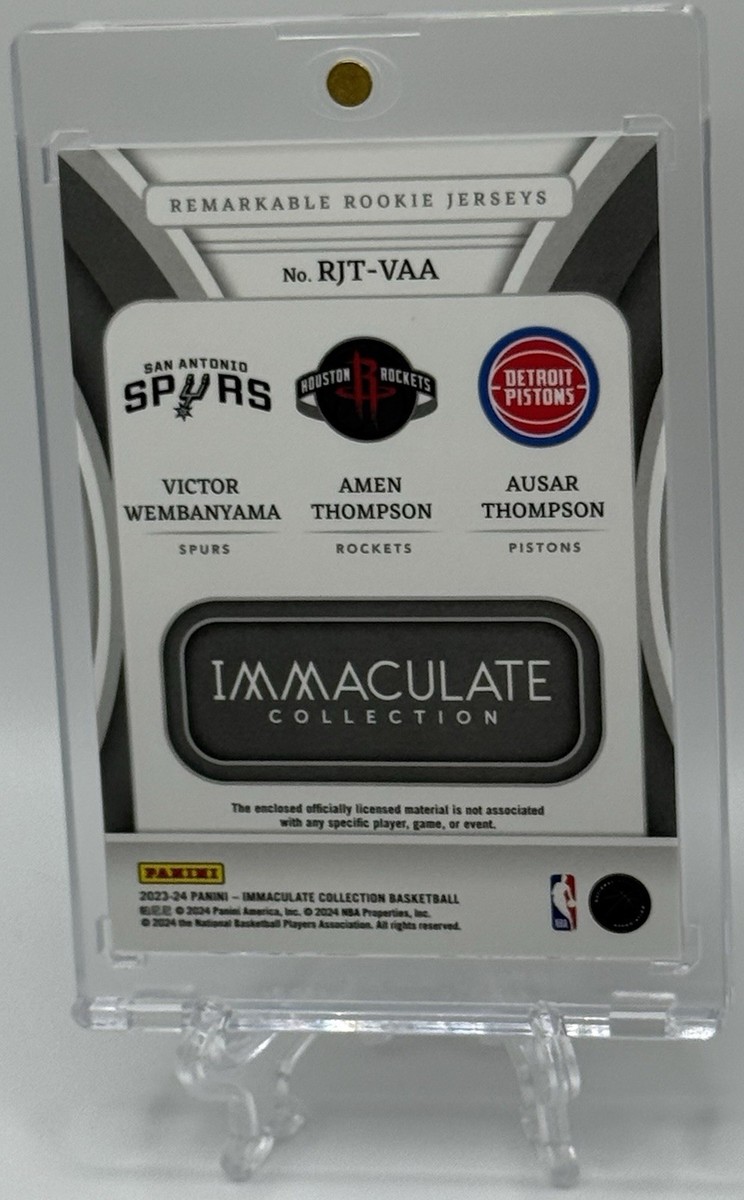 REMARKABLE ROOKIE JERSEYS
No. RJT-VAA
SAN ANTONIO
SPURS
HOUSTON R ROCKETS
DETROIT
PISTONS
VICTOR
WEMBANYAMA
SPURS
AMEN
THOMPSON
ROCKETS
AUSAR
THOMPSON
PISTONS
IMMACULATE
COLLECTION
The enclosed officially licensed material is not associated
with any specific player, game, or event.
PANINI
2023-24 PANINI – IMMACULATE COLLECTION BASKETBALL
© 2024 Panini America, Inc. © 2024 NBA Properties, Inc.
© 2024 the National Basketball Players Association. All rights reserved.
NBA